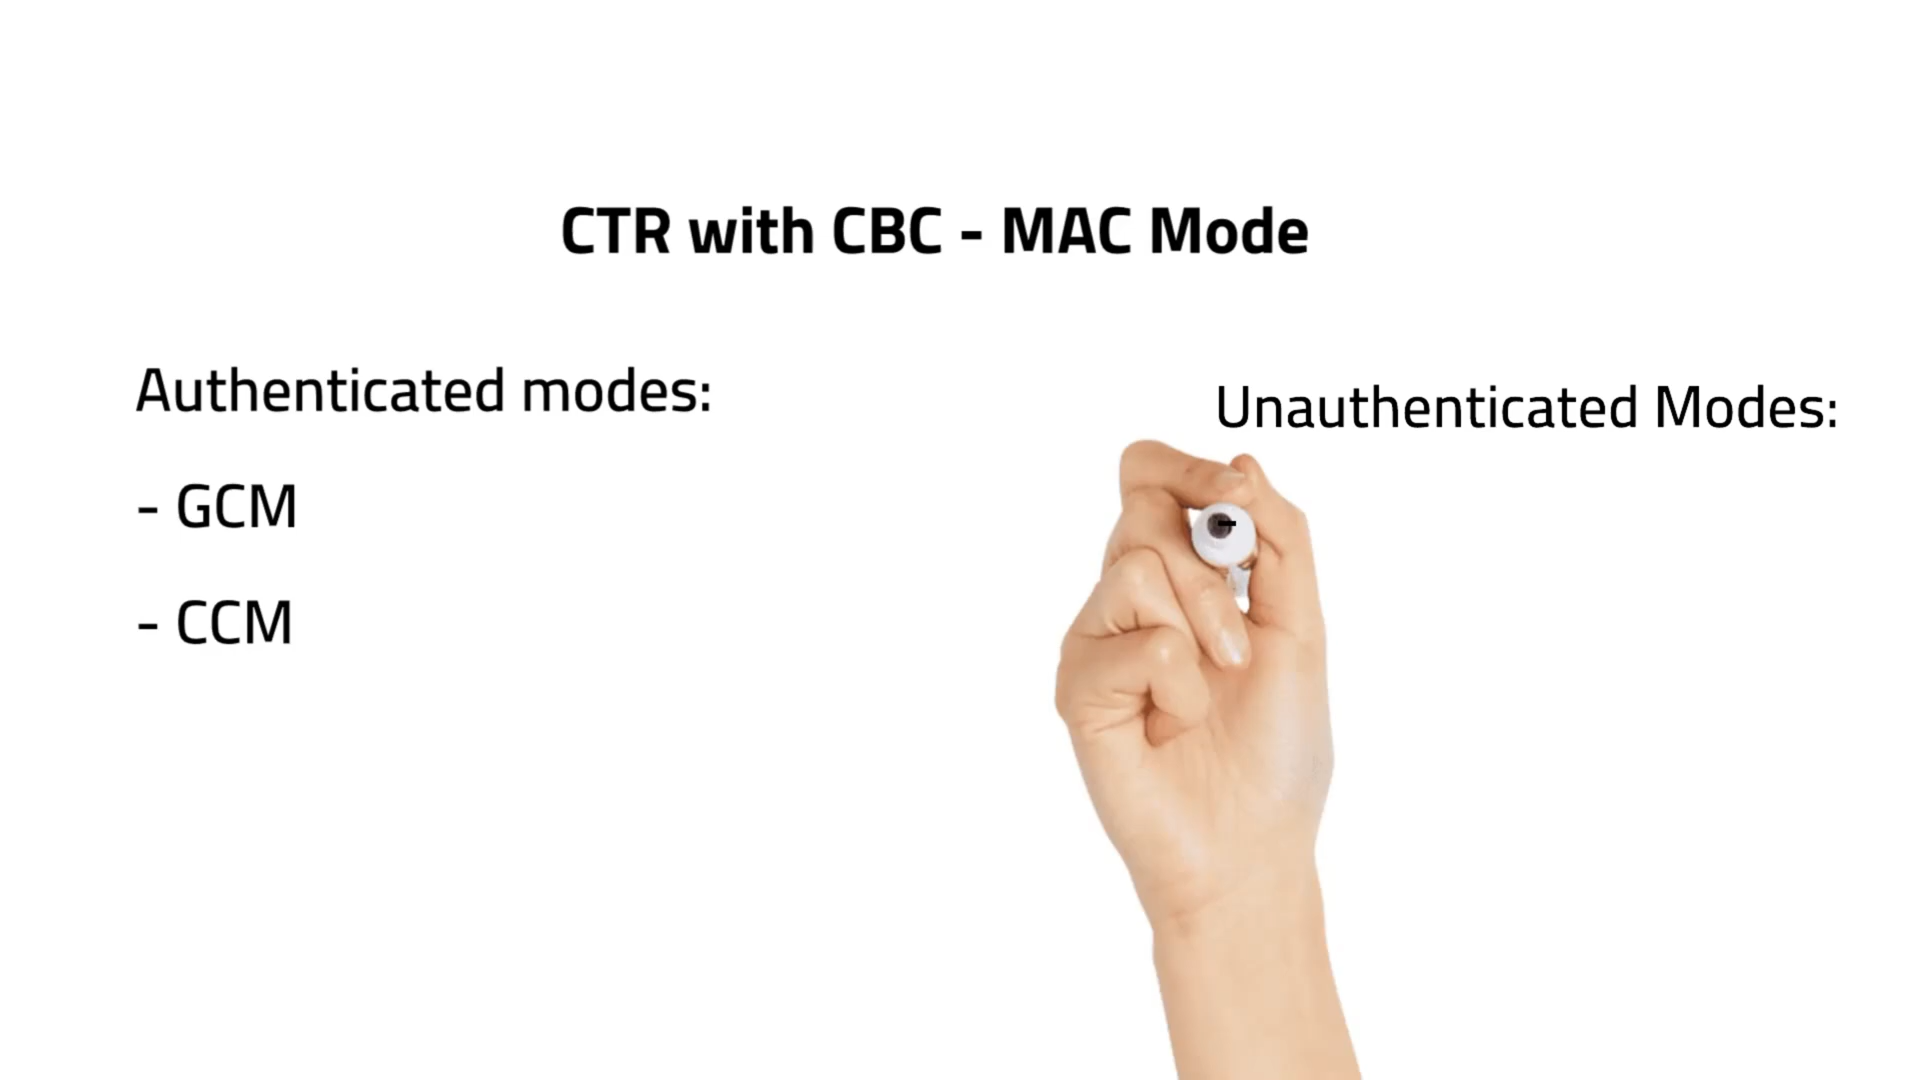 CTR with CBC - MAC Mode
Authenticated modes:
- GCM
- CCM
Unauthenticated Modes:
-